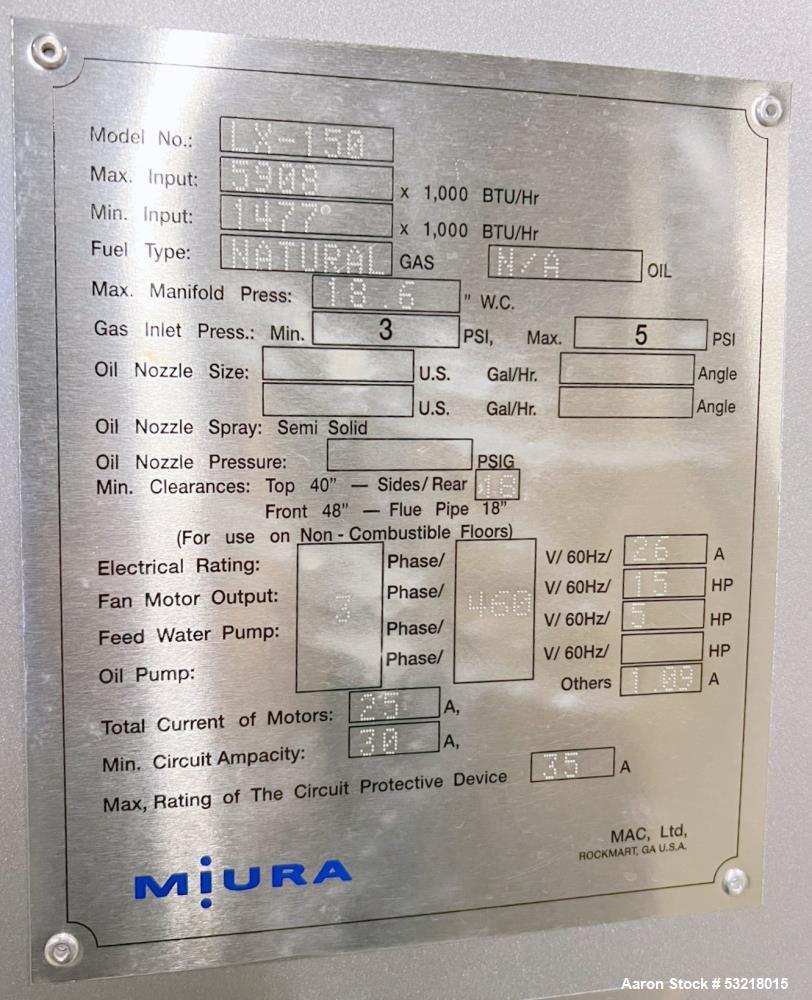 Model No.: LX-150
Max. Input: 5908 x 1,000 BTU/Hr
Min. Input: 1477 x 1,000 BTU/Hr
Fuel Type: NATURAL GAS N/A OIL
Max. Manifold Press: 18.6 " W.C.
Gas Inlet Press.: Min. 3 PSI, Max. 5 PSI
Oil Nozzle Size: U.S. Gal/Hr. Angle
U.S. Gal/Hr. Angle
Oil Nozzle Spray: Semi Solid
Oil Nozzle Pressure: PSIG
Min. Clearances: Top 40” — Sides/Rear 18
Front 48” — Flue Pipe 18”
(For use on Non-Combustible Floors)
Electrical Rating: Phase/ V/ 60Hz/ 26 A
Fan Motor Output: 3 Phase/ 460 V/ 60Hz/ 15 HP
Feed Water Pump: Phase/ V/ 60Hz/ 5 HP
Oil Pump: Phase/ V/ 60Hz/ HP
Others 1.09 A
Total Current of Motors: 25 A,
Min. Circuit Ampacity: 30 A,
Max, Rating of The Circuit Protective Device 35 A
MAC, Ltd,
ROCKMART, GA U.S.A.
MIURA
Aaron Stock # 53218015